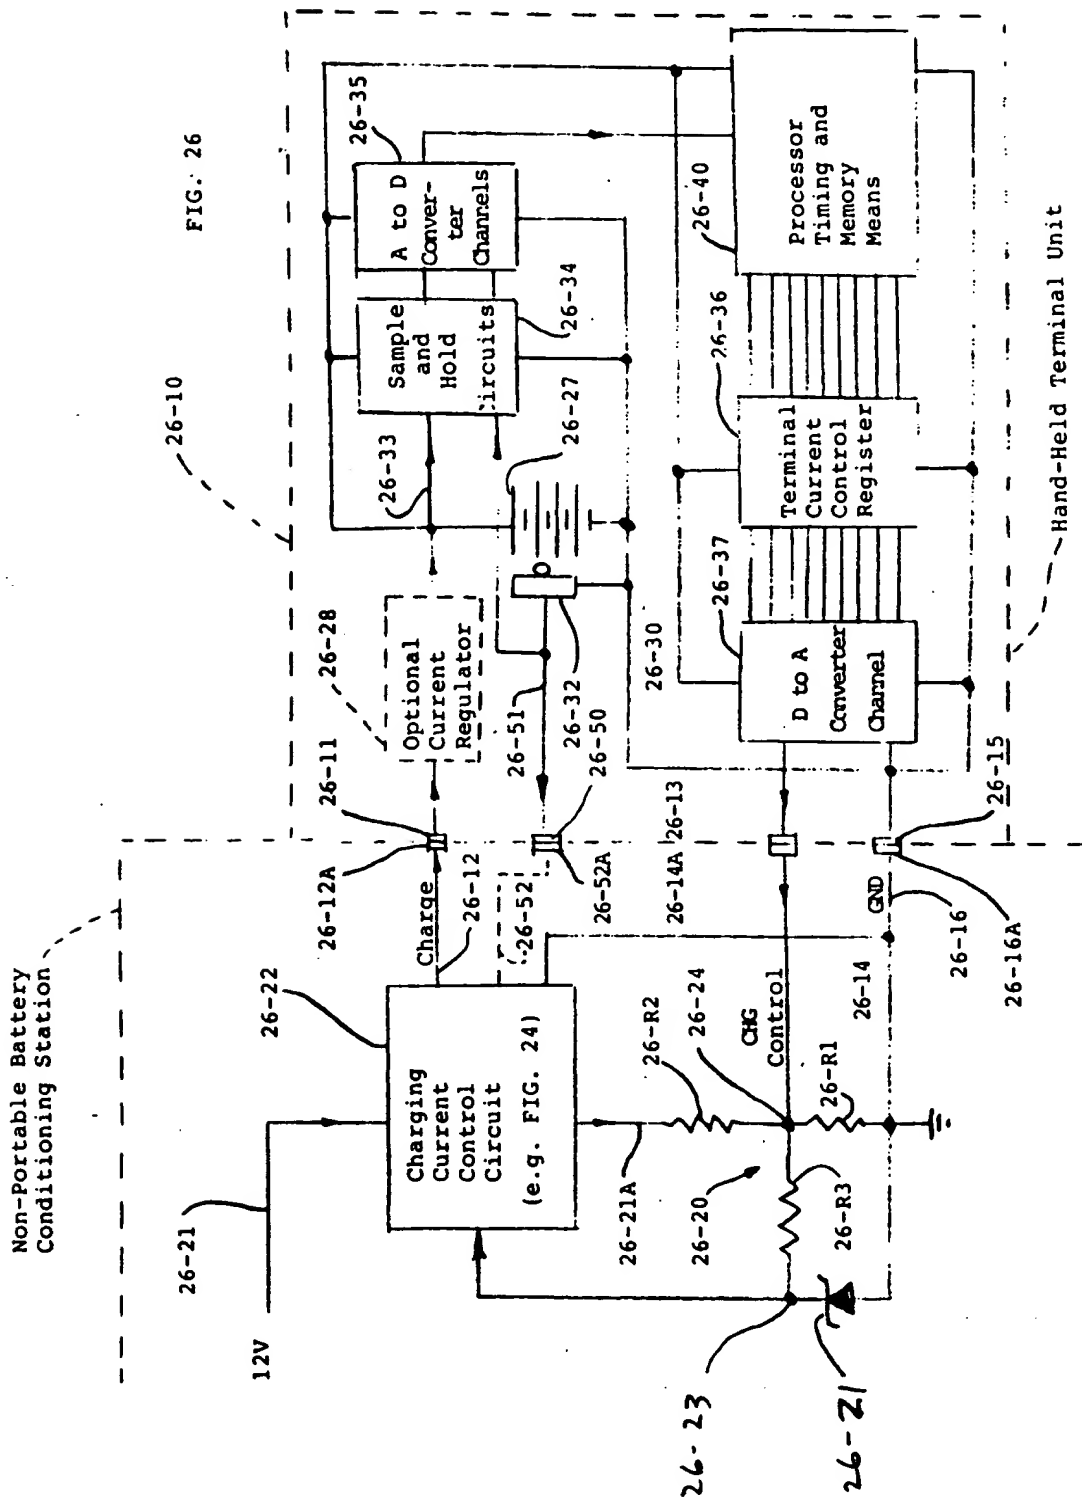 Non-Portable Battery
Conditioning Station
26-10
FIG. 26
26-21
12V
26-22
Charging
Current
Control
Circuit
(e.g. FIG. 24)
26-12A
26-11
Charge
26-12
26-28
Optional
Current
Regulator
26-33
26-35
A to D
Conver-
ter
Channels
Sample
and
Hold
Circuits
26-34
26-27
26-51
26-32
26-50
26-52
26-52A
26-30
26-21A
26-R2
26-24
26-14A
26-13
CHG
Control
26-20
26-R3
26-R1
26-23
26-Z1
26-14
GND
26-16
26-16A
26-15
26-37
D to A
Converter
Channel
26-36
Terminal
Current
Control
Register
26-40
Processor
Timing and
Memory
Means
Hand-Held Terminal Unit